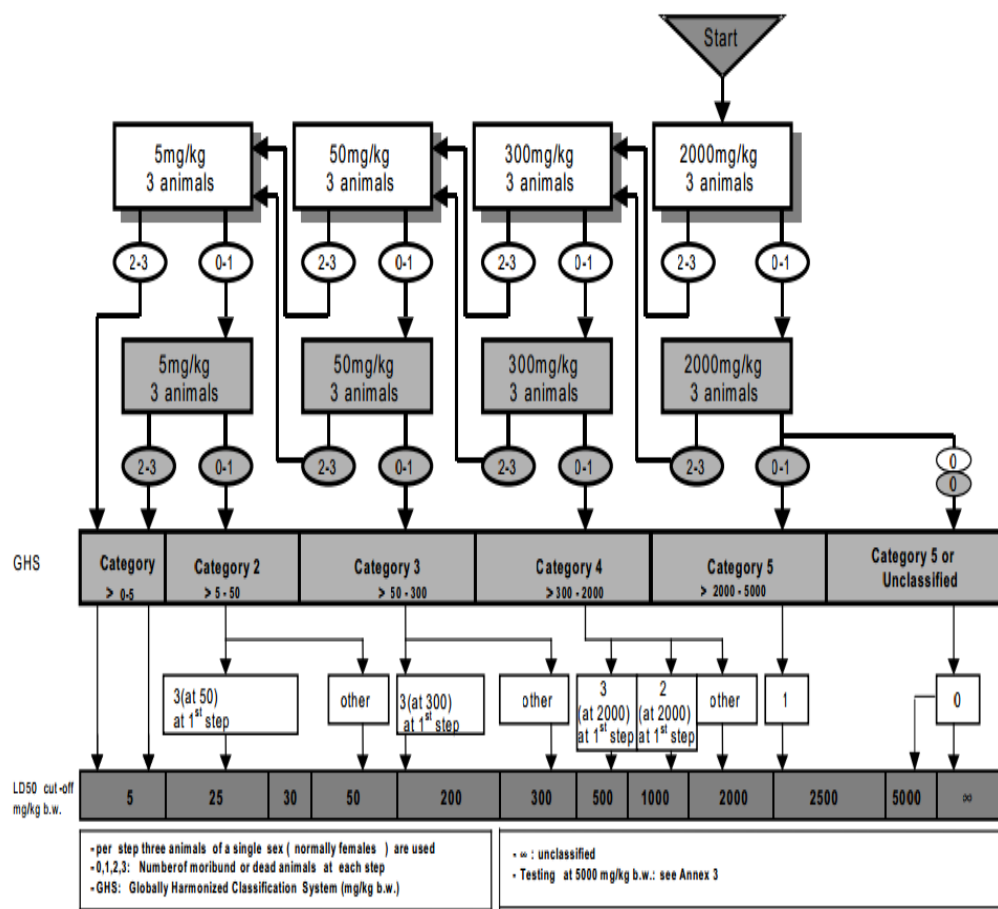 Start
5mg/kg
3 animals
50mg/kg
3 animals
300mg/kg
3 animals
2000mg/kg
3 animals
2-3
0-1
2-3
0-1
2-3
0-1
2-3
0-1
5mg/kg
3 animals
50mg/kg
3 animals
300mg/kg
3 animals
2000mg/kg
3 animals
2-3
0-1
2-3
0-1
2-3
0-1
2-3
0-1
0
0
GHS
Category
> 0-5
Category 2
> 5 - 50
Category 3
> 50 - 300
Category 4
> 300 - 2000
Category 5
> 2000 - 5000
Category 5 or
Unclassified
3(at 50)
at 1st step
other
3(at 300)
at 1st step
other
3
(at 2000)
at 1st step
2
(at 2000)
at 1st step
other
1
0
LD50 cut-off
mg/kg b.w.
5
25
30
50
200
300
500
1000
2000
2500
5000
∞
- per step three animals of a single sex ( normally females ) are used
- 0,1,2,3: Numberof moribund or dead animals at each step
- GHS: Globally Harmonized Classification System (mg/kg b.w.)
- ∞ : unclassified
- Testing at 5000 mg/kg b.w.: see Annex 3